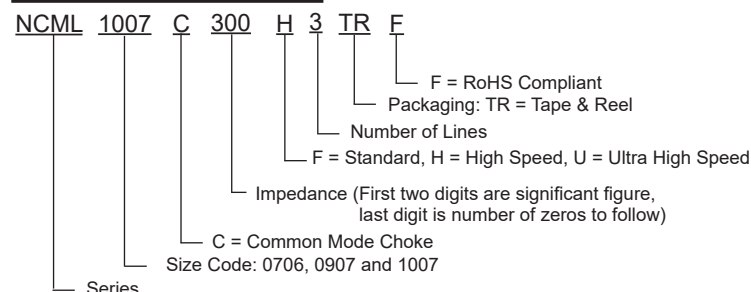 NCML 1007 C 300 H 3 TR F
F = RoHS Compliant
Packaging: TR = Tape & Reel
Number of Lines
F = Standard, H = High Speed, U = Ultra High Speed
Impedance (First two digits are significant figure,
last digit is number of zeros to follow)
C = Common Mode Choke
Size Code: 0706, 0907 and 1007
Series